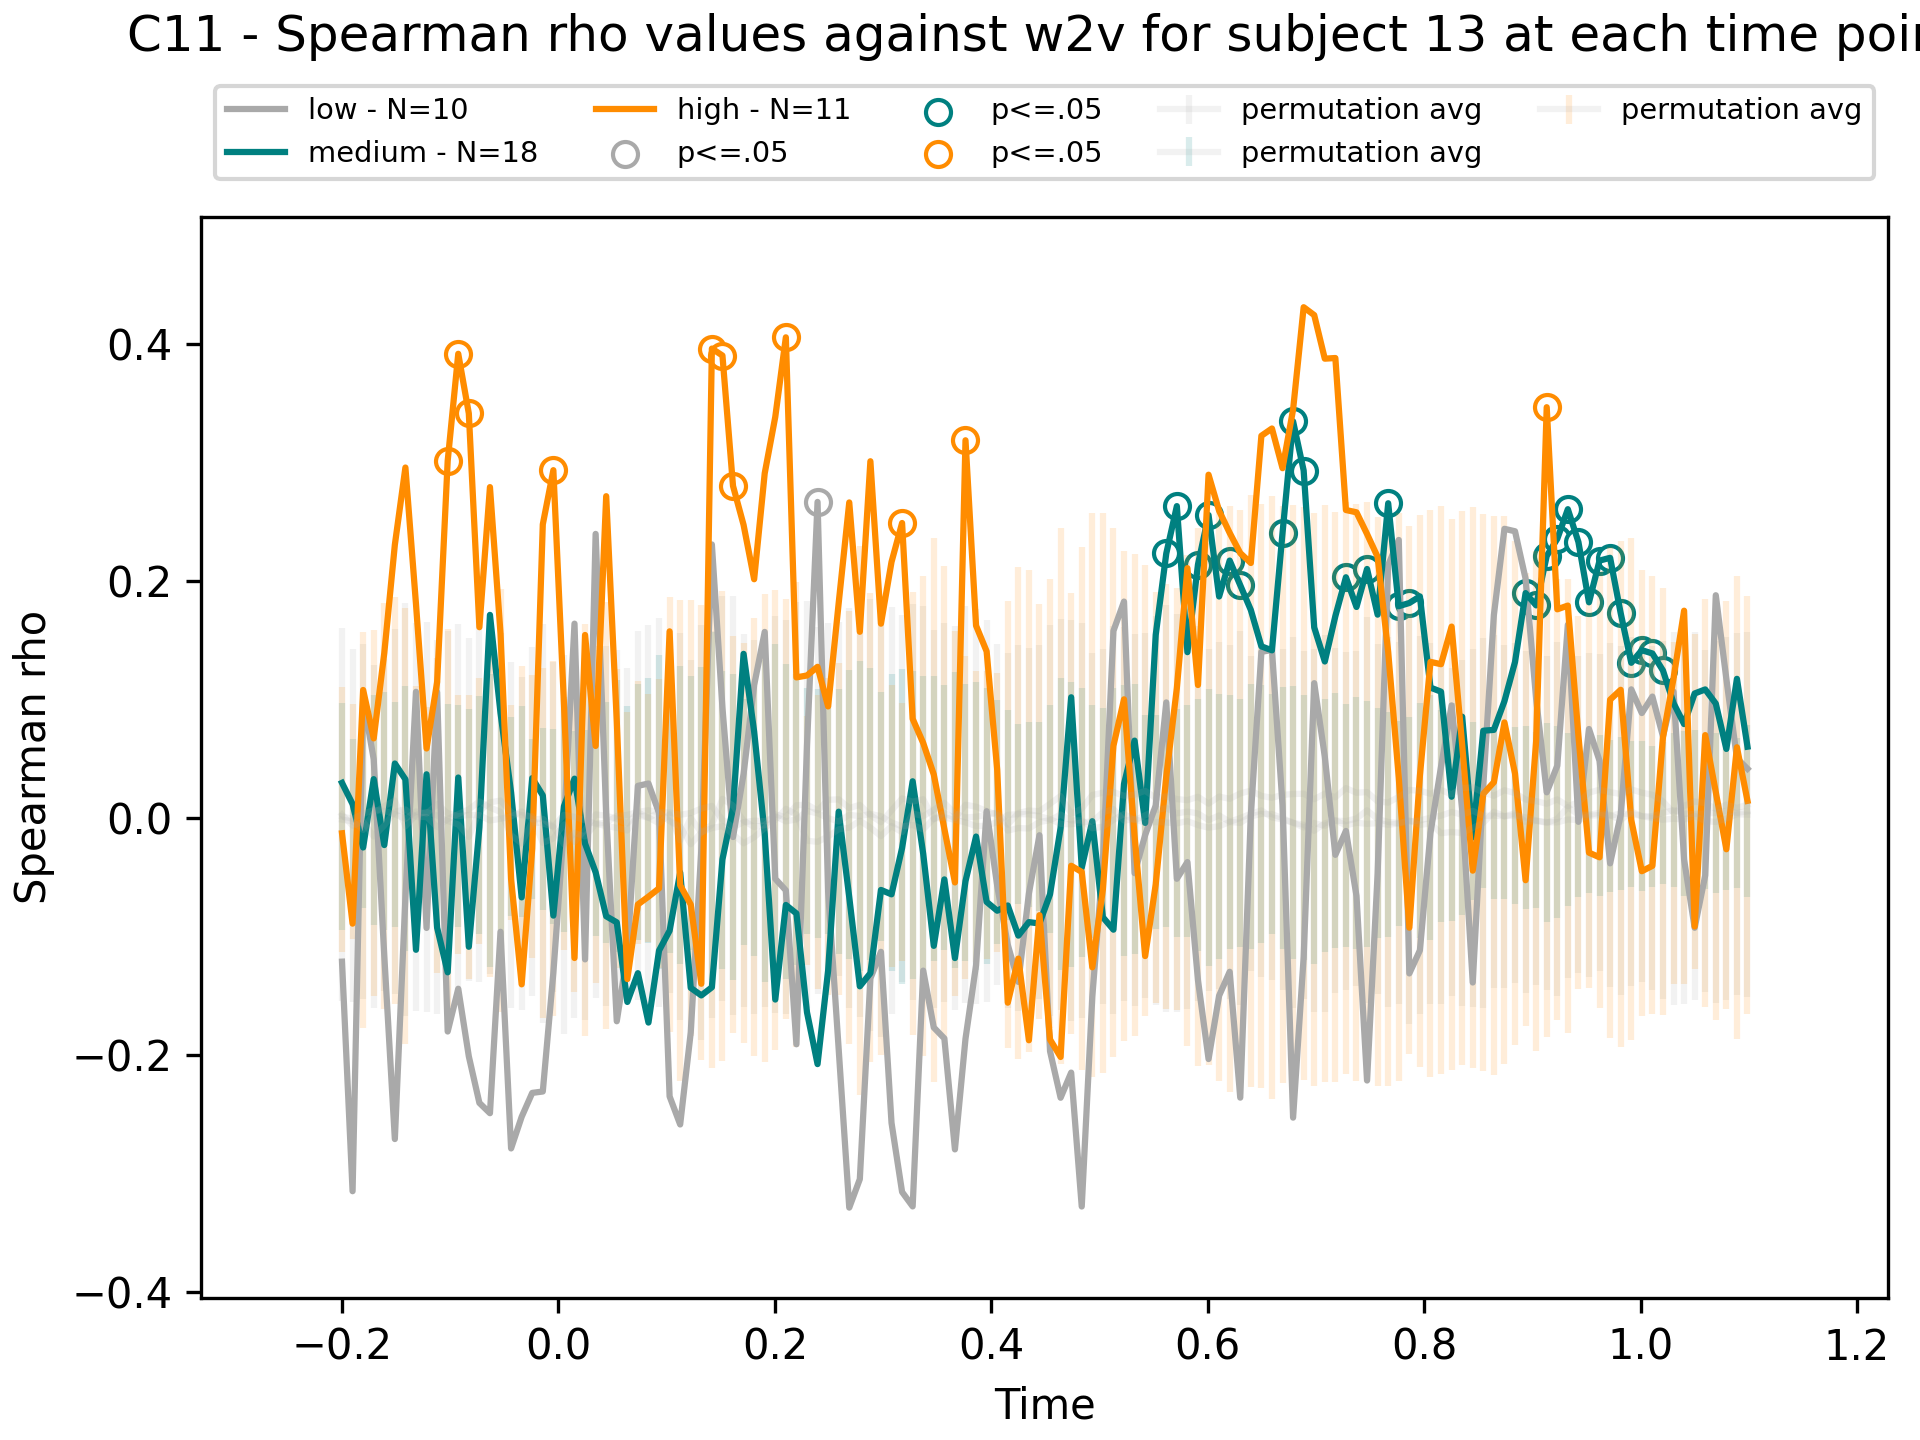 C11 - Spearman rho values against w2v for subject 13 at each time poi
low - N=10
medium - N=18
high - N=11
p<=.05
p<=.05
p<=.05
permutation avg
permutation avg
permutation avg
Spearman rho
0.4
0.2
0.0
−0.2
−0.4
−0.2 0.0 0.2 0.4 0.6 0.8 1.0 1.2
Time